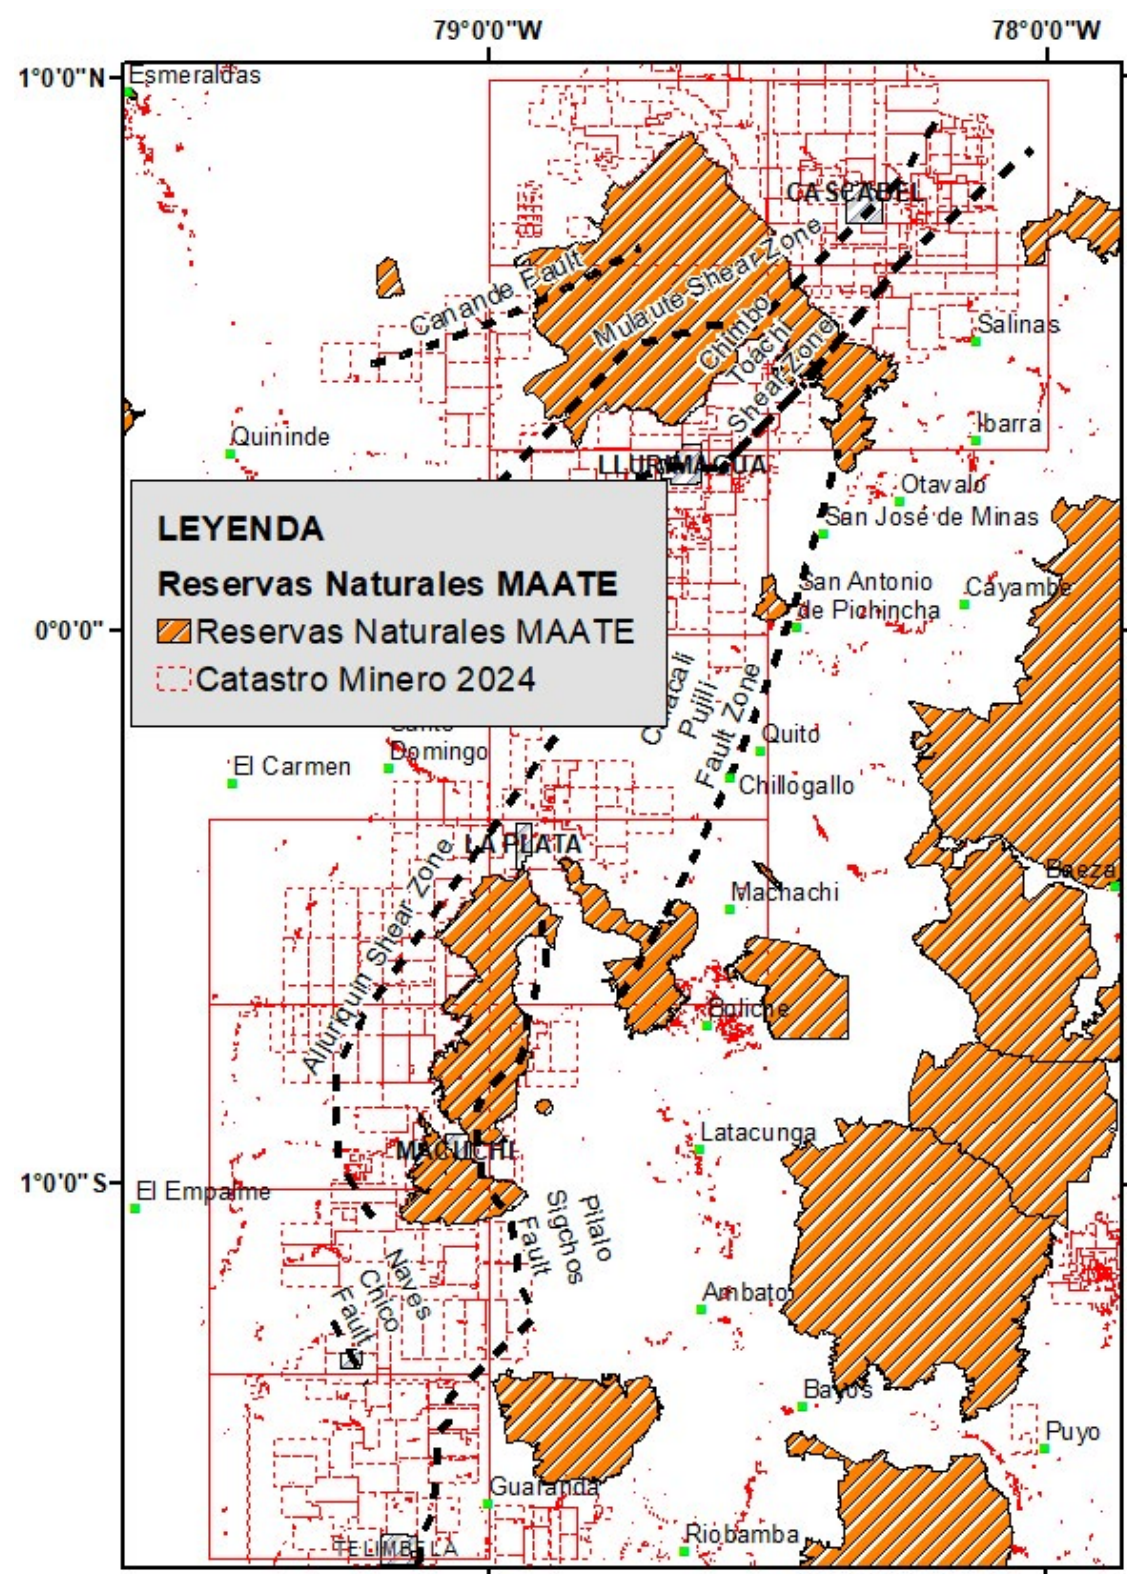 79°0'0"W
78°0'0"W
1°0'0"N
Esmeraldas
CASCABEL
Canande Fault
Mulaute Shear Zone
Chimbo
Toachi
Shear Zone
Salinas
Quininde
Ibarra
LLURIMAGUA
Otavalo
San José de Minas
LEYENDA
Reservas Naturales MAATE
Reservas Naturales MAATE
Catastro Minero 2024
San Antonio
de Pichincha
Cayambe
0°0'0"
Pujili
Fault Zone
Quito
Domingo
El Carmen
Chillogallo
LA PLATA
Baeza
Machachi
Shear Zone
Boliche
Latacunga
MACUCHI
1°0'0"S
El Empalme
Pilalo
Sigchos
Fault
Naves
Chico
Fault
Ambato
Bayos
Puyo
Guaranda
Riobamba
TELIMBELA